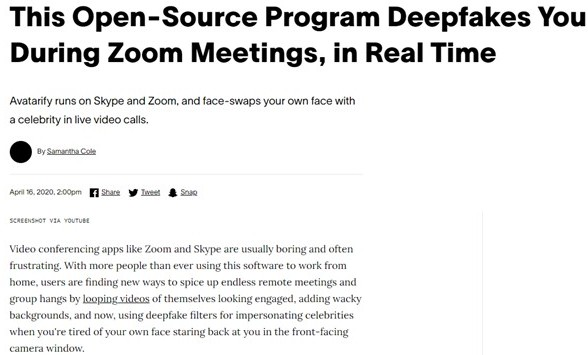 This Open-Source Program Deepfakes You
During Zoom Meetings, in Real Time
Avatarify runs on Skype and Zoom, and face-swaps your own face with
a celebrity in live video calls.
By Samantha Cole
April 16, 2020, 2:00pm Share Tweet Snap
SCREENSHOT VIA YOUTUBE
Video conferencing apps like Zoom and Skype are usually boring and often
frustrating. With more people than ever using this software to work from
home, users are finding new ways to spice up endless remote meetings and
group hangs by looping videos of themselves looking engaged, adding wacky
backgrounds, and now, using deepfake filters for impersonating celebrities
when you're tired of your own face staring back at you in the front-facing
camera window.